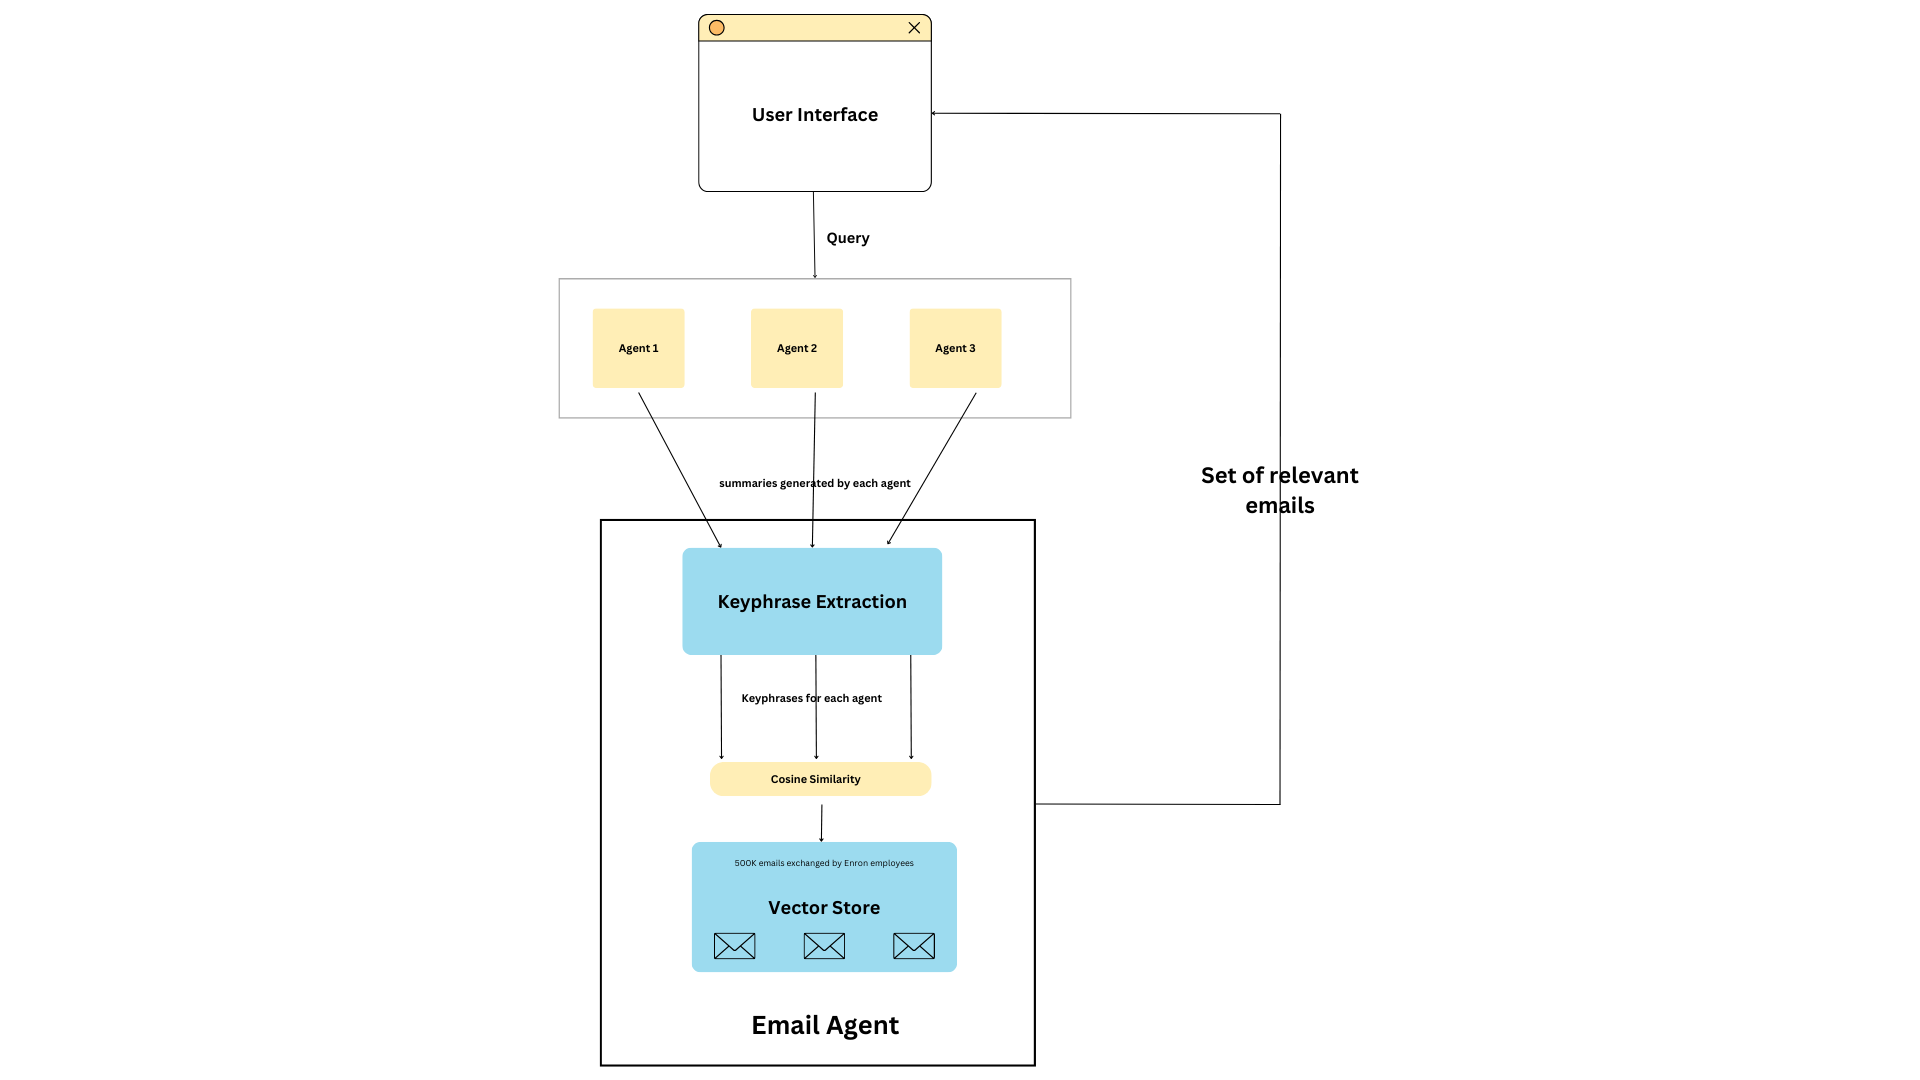 User Interface
Query
Agent 1
Agent 2
Agent 3
summaries generated by each agent
Set of relevant
emails
Keyphrase Extraction
Keyphrases for each agent
Cosine Similarity
500K emails exchanged by Enron employees
Vector Store
Email Agent